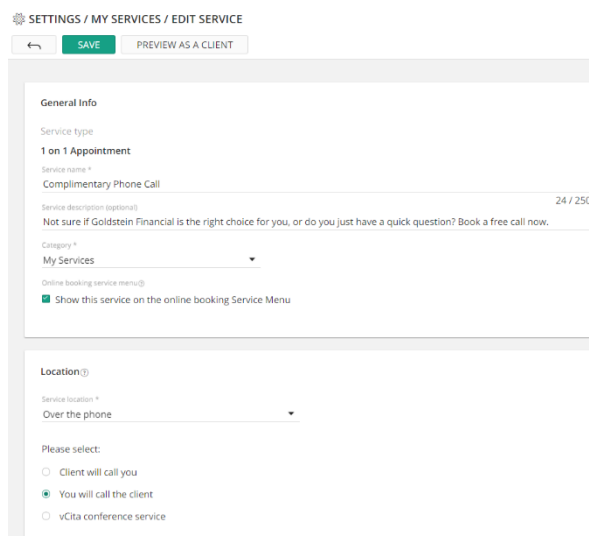 SETTINGS / MY SERVICES / EDIT SERVICE
SAVE
PREVIEW AS A CLIENT
General Info
Service type
1 on 1 Appointment
Service name *
Complimentary Phone Call
24 / 250
Service description (optional)
Not sure if Goldstein Financial is the right choice for you, or do you just have a quick question? Book a free call now.
Category *
My Services
Online booking service menu
Show this service on the online booking Service Menu
Location
Service location *
Over the phone
Please select:
Client will call you
You will call the client
vCita conference service